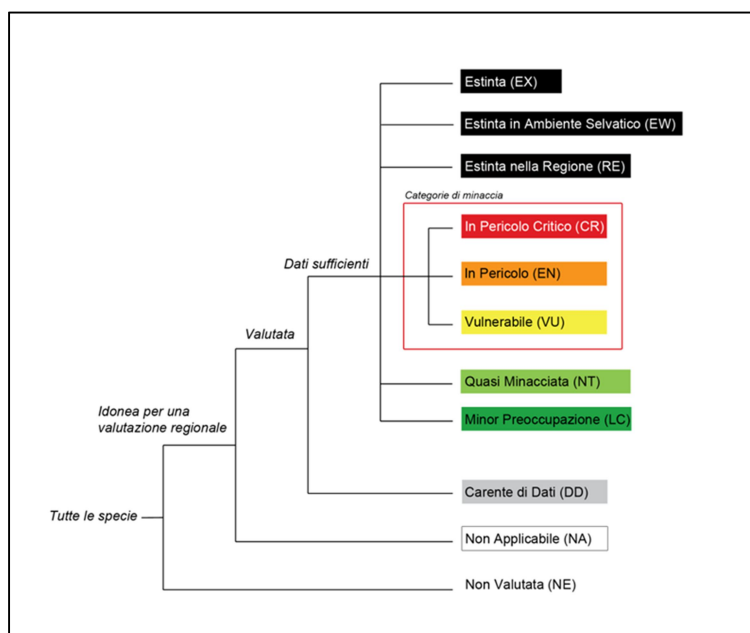 Estinta (EX)
Estinta in Ambiente Selvatico (EW)
Estinta nella Regione (RE)
Categorie di minaccia
In Pericolo Critico (CR)
Dati sufficienti
In Pericolo (EN)
Vulnerabile (VU)
Valutata
Quasi Minacciata (NT)
Idonea per una
valutazione regionale
Minor Preoccupazione (LC)
Carente di Dati (DD)
Tutte le specie
Non Applicabile (NA)
Non Valutata (NE)